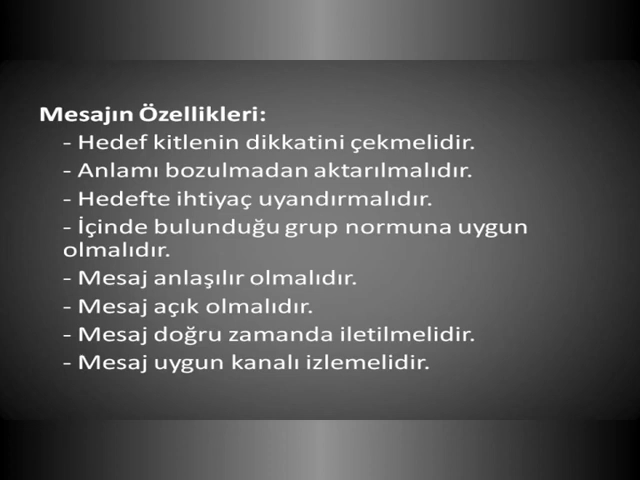 Mesajın Özellikleri:
- Hedef kitlenin dikkatini çekmelidir.
- Anlamı bozulmadan aktarılmalıdır.
- Hedefte ihtiyaç uyandırmalıdır.
- İçinde bulunduğu grup normuna uygun
olmalıdır.
- Mesaj anlaşılır olmalıdır.
- Mesaj açık olmalıdır.
- Mesaj doğru zamanda iletilmelidir.
- Mesaj uygun kanalı izlemelidir.